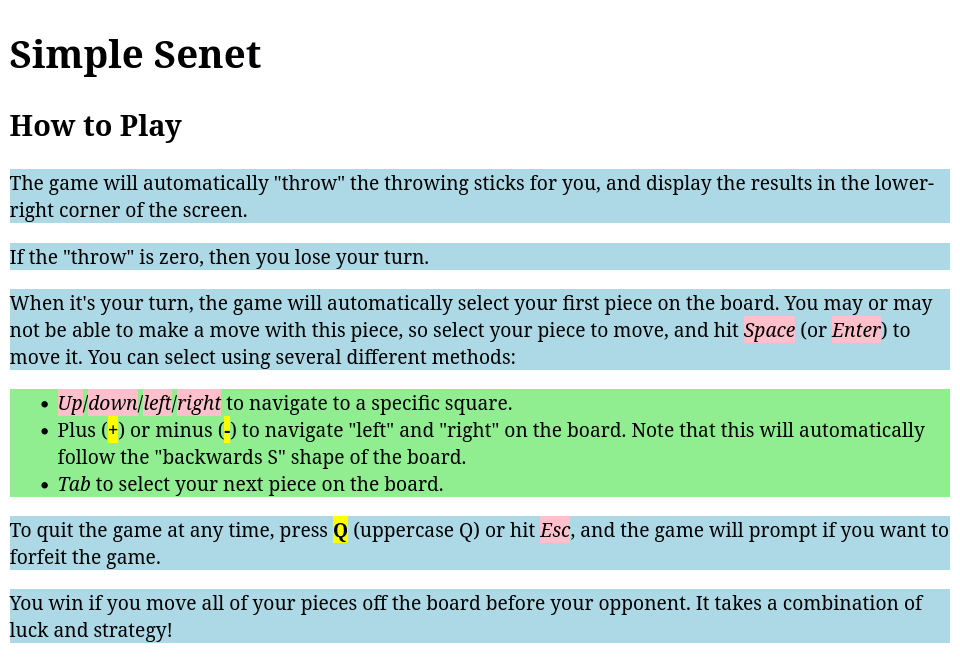 Simple Senet
How to Play
The game will automatically "throw" the throwing sticks for you, and display the results in the lower-
right corner of the screen.
If the "throw" is zero, then you lose your turn.
When it's your turn, the game will automatically select your first piece on the board. You may or may
not be able to make a move with this piece, so select your piece to move, and hit Space (or Enter) to
move it. You can select using several different methods:
• Up/down/left/right to navigate to a specific square.
• Plus (+) or minus (-) to navigate "left" and "right" on the board. Note that this will automatically
follow the "backwards S" shape of the board.
• Tab to select your next piece on the board.
To quit the game at any time, press Q (uppercase Q) or hit Esc, and the game will prompt if you want to
forfeit the game.
You win if you move all of your pieces off the board before your opponent. It takes a combination of
luck and strategy!